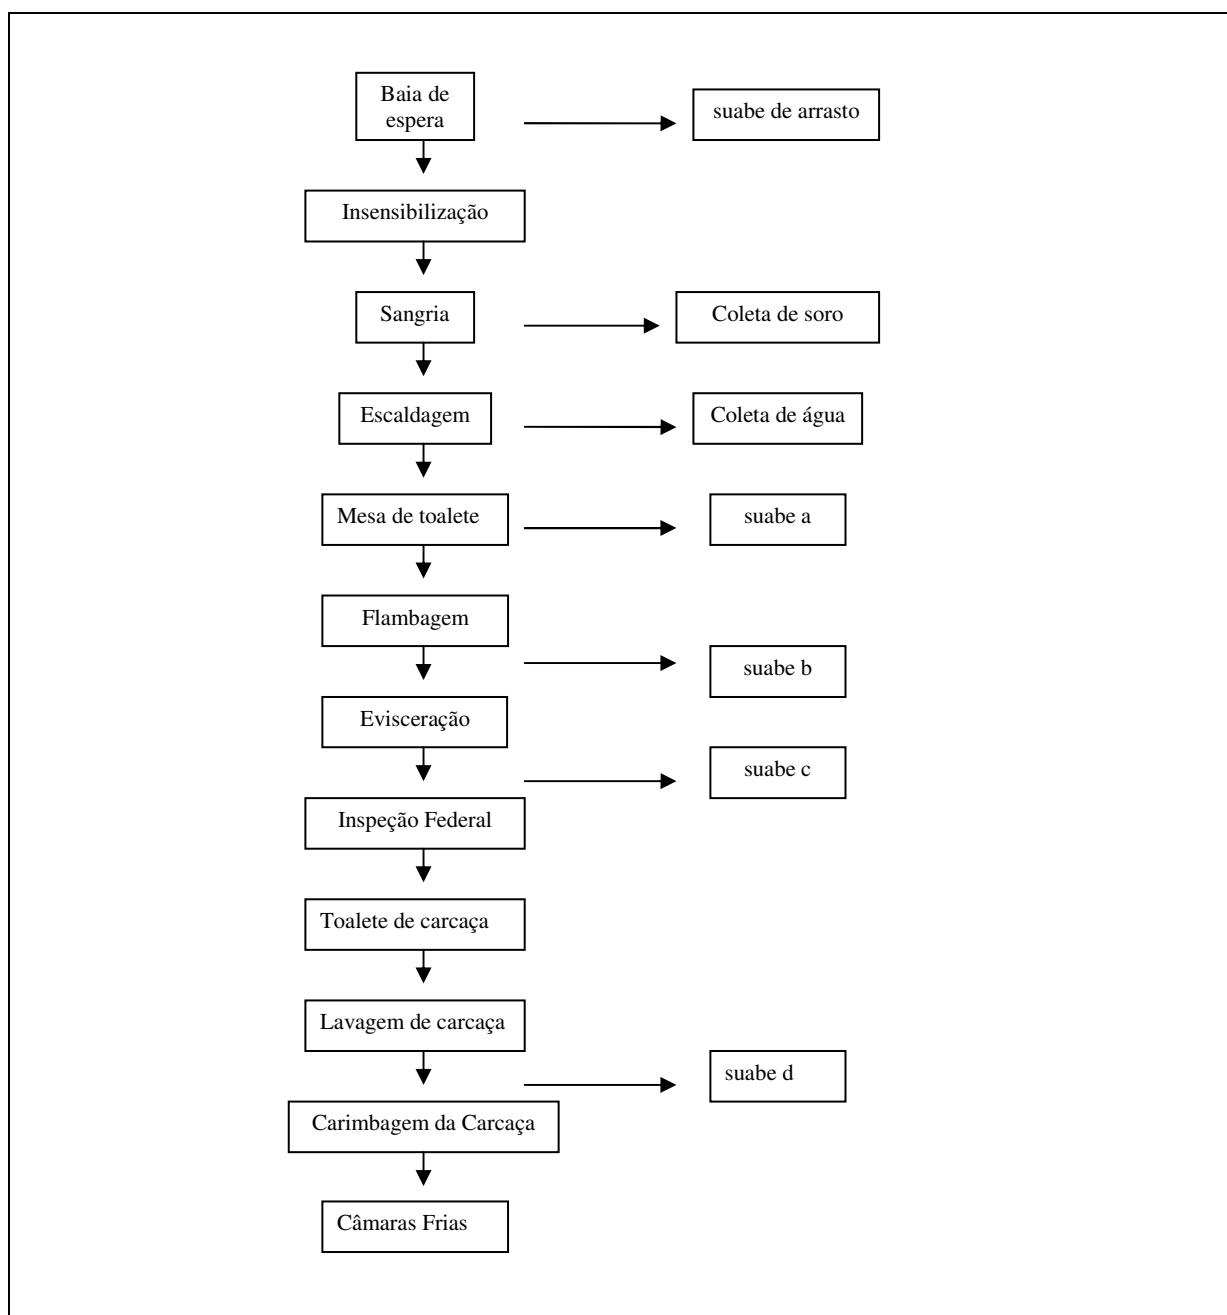 Baia de
espera
suabe de arrasto
Insensibilização
Sangria
Coleta de soro
Escaldagem
Coleta de água
Mesa de toalete
suabe a
Flambagem
suabe b
Evisceração
suabe c
Inspeção Federal
Toalete de carcaça
Lavagem de carcaça
suabe d
Carimbagem da Carcaça
Câmaras Frias